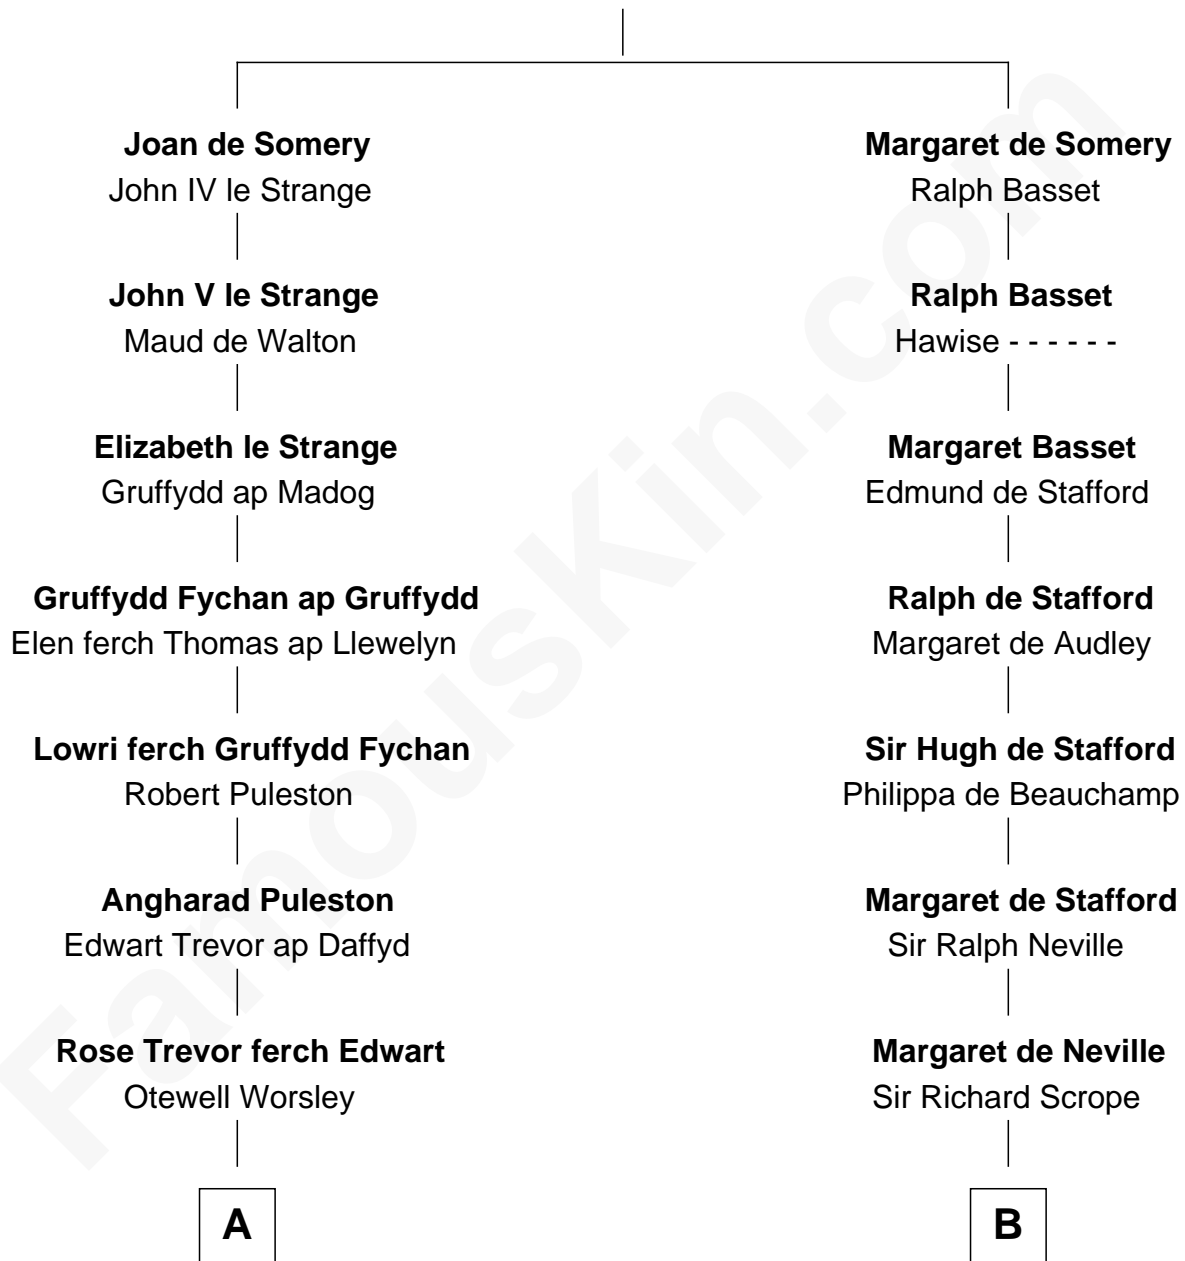 Joan de Somery
John IV le Strange
John V le Strange
Maud de Walton
Elizabeth le Strange
Gruffydd ap Madog
Gruffydd Fychan ap Gruffydd
Elen ferch Thomas ap Llewelyn
Lowri ferch Gruffydd Fychan
Robert Puleston
Angharad Puleston
Edwart Trevor ap Daffyd
Rose Trevor ferch Edwart
Otewell Worsley
A
Margaret de Somery
Ralph Basset
Ralph Basset
Hawise - - - - - -
Margaret Basset
Edmund de Stafford
Ralph de Stafford
Margaret de Audley
Sir Hugh de Stafford
Philippa de Beauchamp
Margaret de Stafford
Sir Ralph Neville
Margaret de Neville
Sir Richard Scrope
B
FamousKin.com